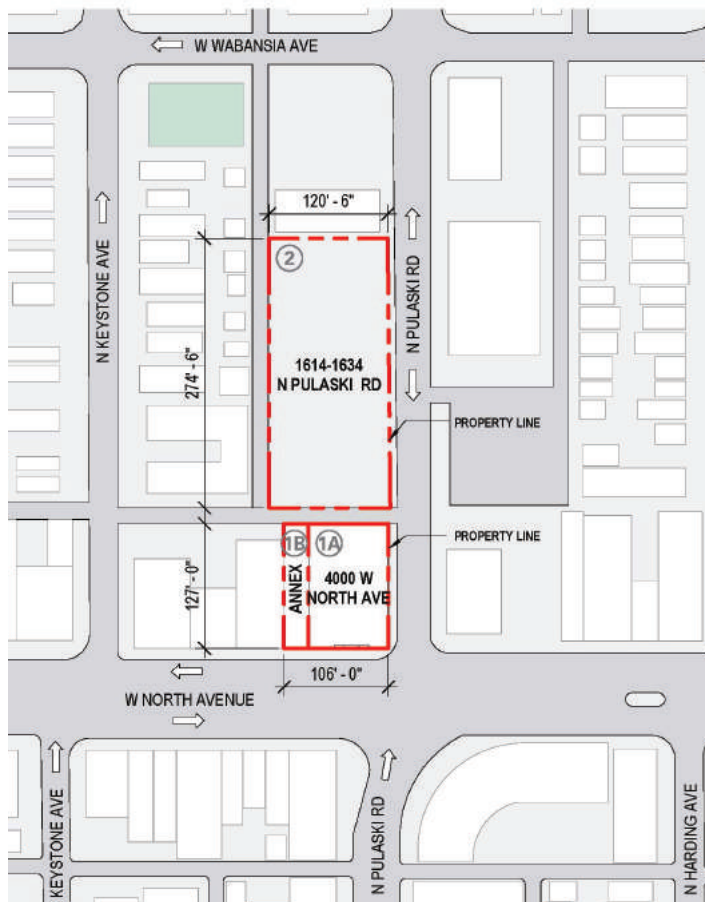 W WABANSIA AVE
120' - 6"
2
N KEYSTONE AVE
N PULASKI RD
274' - 6"
1614-1634
N PULASKI RD
PROPERTY LINE
1B
1A
PROPERTY LINE
127' - 0"
ANNEX
4000 W
NORTH AVE
106' - 0"
W NORTH AVENUE
KEYSTONE AVE
N PULASKI RD
N HARDING AVE